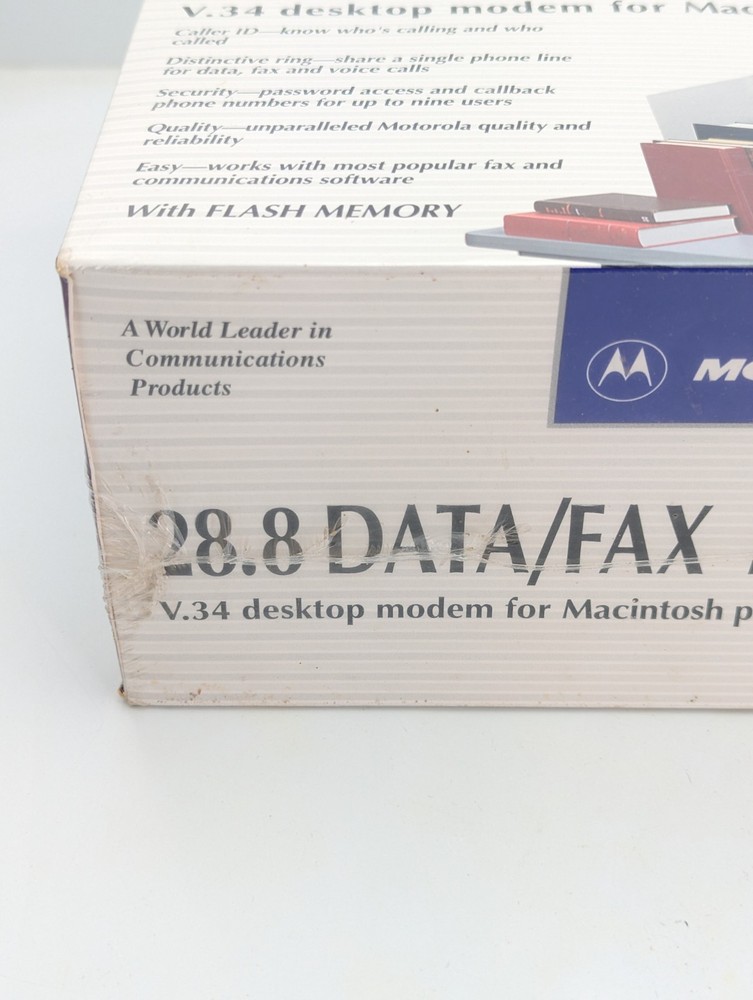 V.34 desktop modem for Mac
Caller ID—know who's calling and who
called
Distinctive ring—share a single phone line
for data, fax and voice calls
Security—password access and callback
phone numbers for up to nine users
Quality—unparalleled Motorola quality and
reliability
Easy—works with most popular fax and
communications software
With FLASH MEMORY
A World Leader in
Communications
Products
MO
28.8 DATA/FAX
V.34 desktop modem for Macintosh p